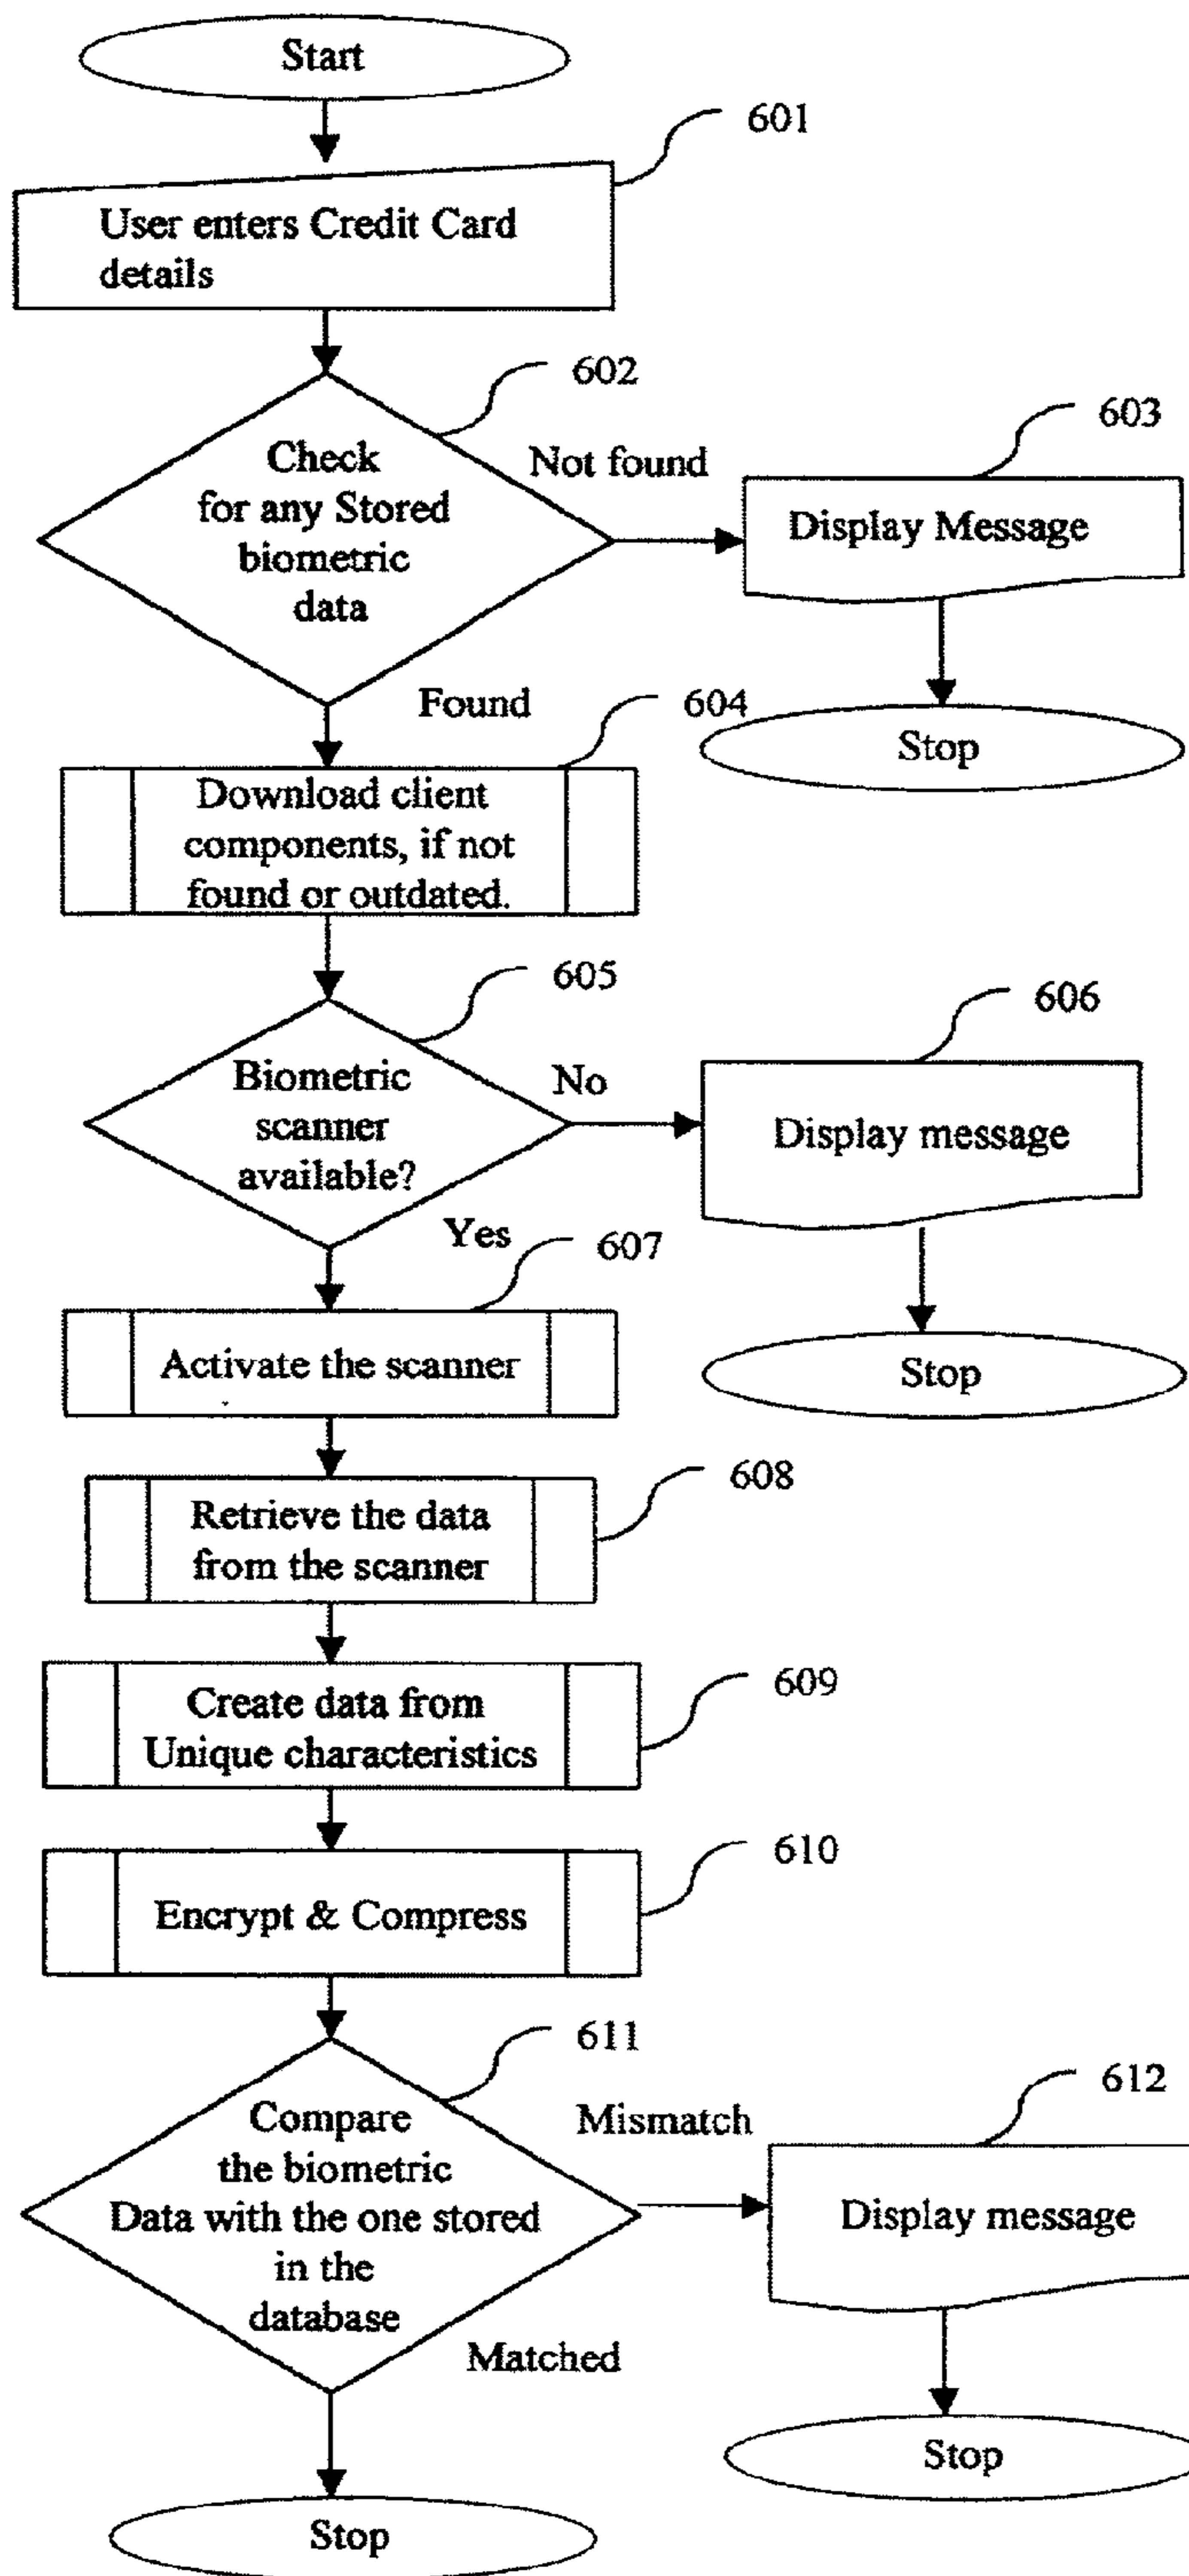 Start
601
User enters Credit Card
details
602
Check
for any Stored
biometric
data
Not found
603
Display Message
Stop
Found
604
Download client
components, if not
found or outdated.
605
Biometric
scanner
available?
No
606
Display message
Stop
Yes
607
Activate the scanner
608
Retrieve the data
from the scanner
609
Create data from
Unique characteristics
610
Encrypt & Compress
611
Compare
the biometric
Data with the one stored
in the
database
Mismatch
612
Display message
Stop
Matched
Stop